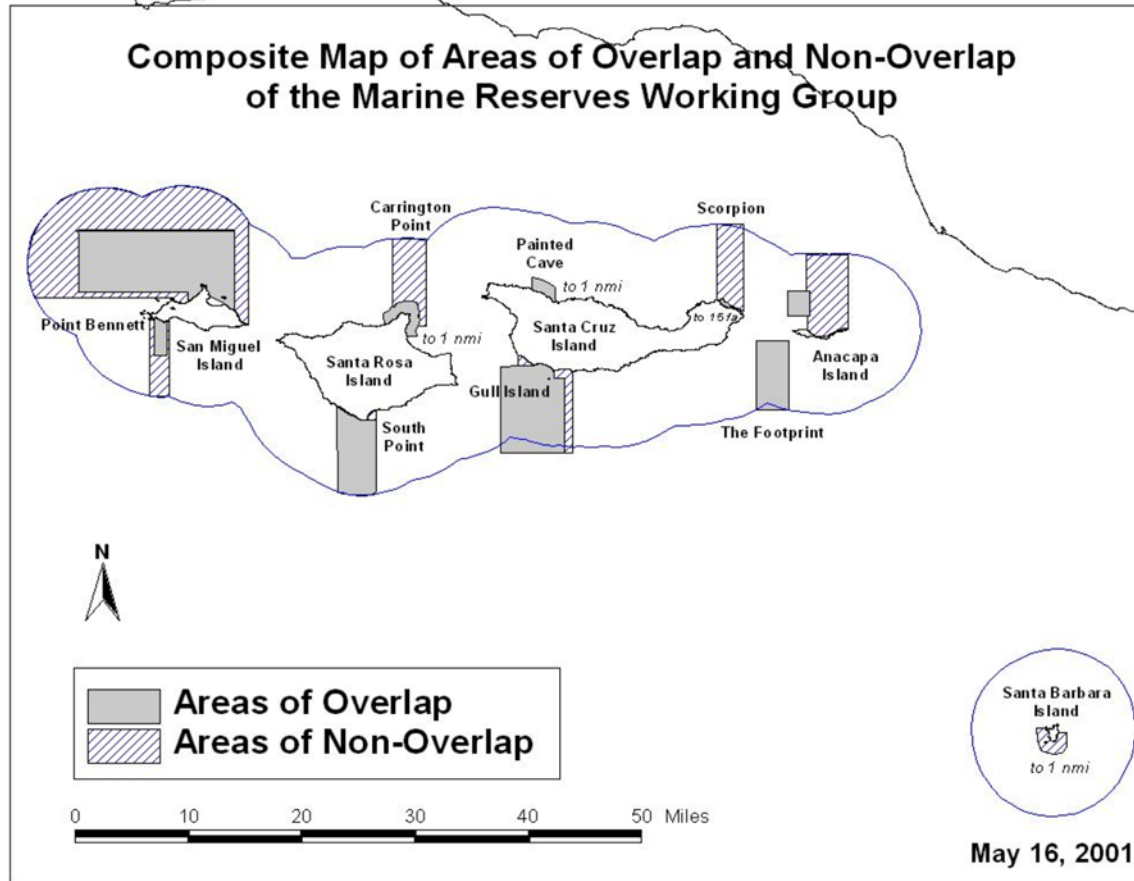 Composite Map of Areas of Overlap and Non-Overlap
of the Marine Reserves Working Group
Carrington
Point
Scorpion
Painted
Cave
to 1 nmi
Point Bennett
San Miguel
Island
to 1 nmi
Santa Rosa
Island
Santa Cruz
Island
to 15fa
Anacapa
Island
Gull Island
South
Point
The Footprint
N
Areas of Overlap
Areas of Non-Overlap
Santa Barbara
Island
to 1 nmi
0 10 20 30 40 50 Miles
May 16, 2001